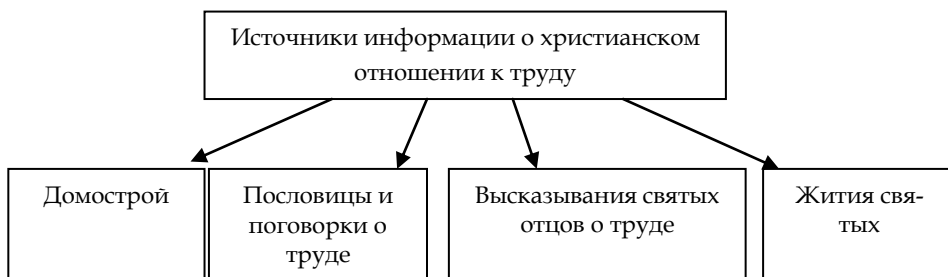 Источники информации о христианском
отношении к труду
Домострой
Пословицы и
поговорки о
труде
Высказывания святых
отцов о труде
Жития свя-
тых